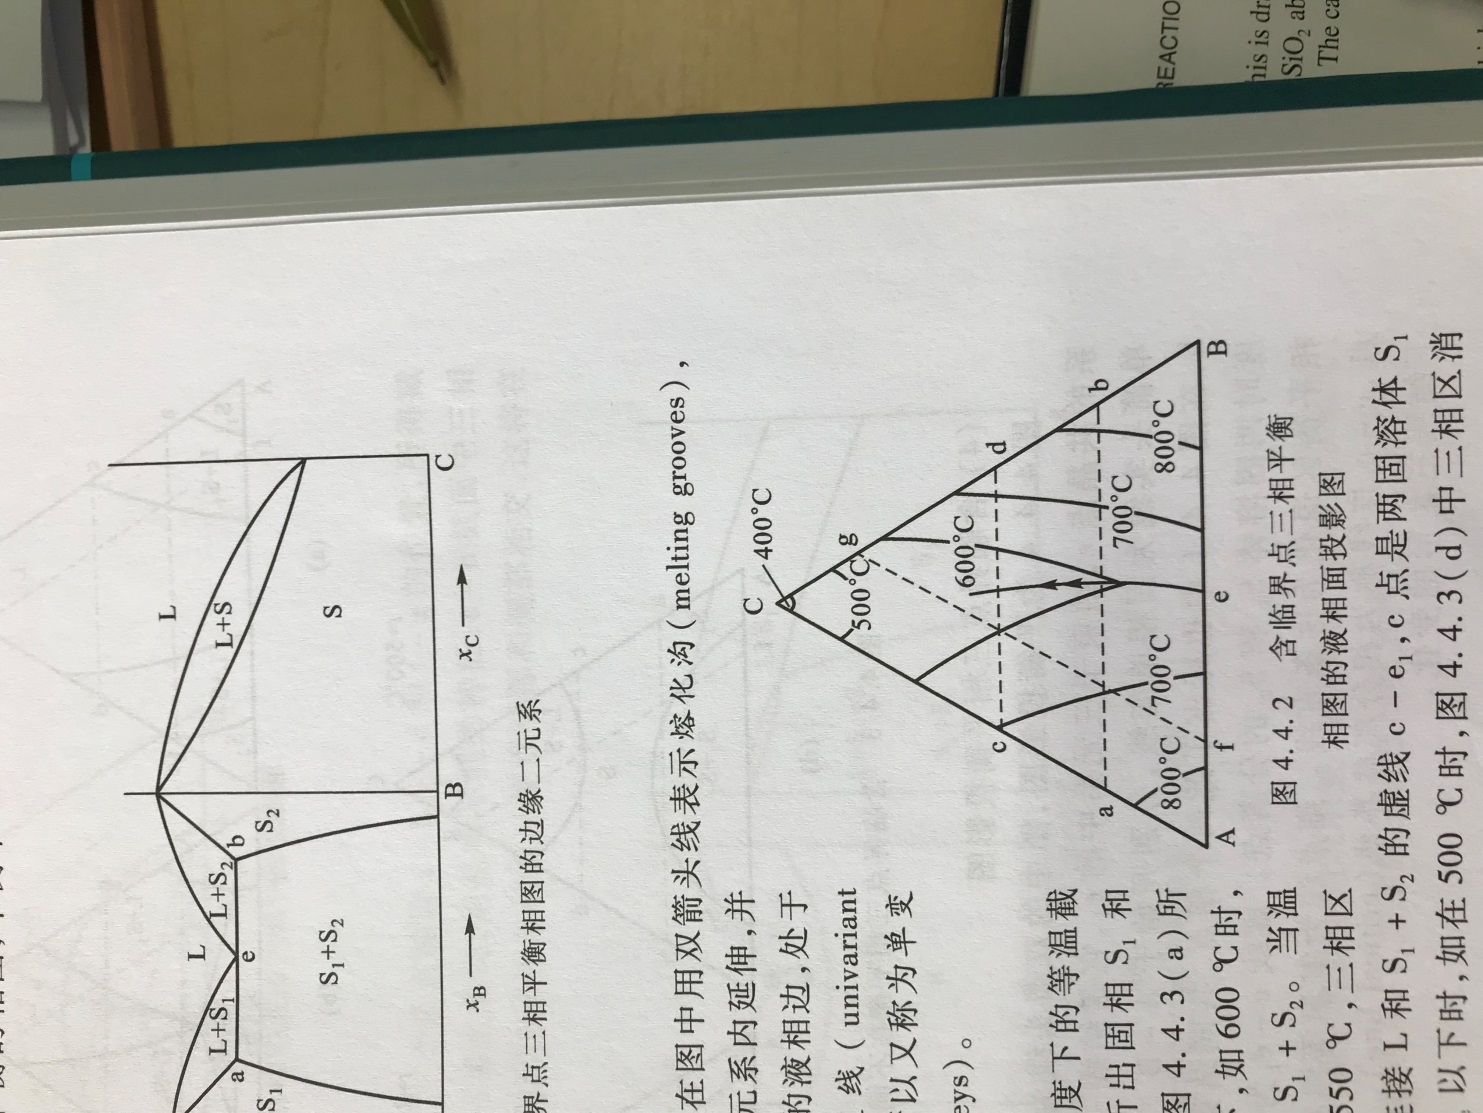 L
L
L+S₁
L+S₂
L+S
a
e
b
S₁
S₂
S₁+S₂
S
B
C
x_B
x_C
界点三相平衡相图的边缘二元系
在图中用双箭头线表示熔化沟(melting grooves),
元系内延伸,并
的液相边,处于
线(univariant
以又称为单变
eys)。
度下的等温截
出固相 S₁ 和
图 4.4.3(a)所
,如 600 ℃时,
S₁ + S₂。当温
550 ℃,三相区
接 L 和 S₁ + S₂ 的虚线 c - e₁,c 点是两固溶体 S₁
以下时,如在 500 ℃时,图 4.4.3(d)中三相区消
C
400°C
g
500°C
600°C
d
c
700°C
b
a
700°C
800°C
800°C
A
f
e
B
图 4.4.2 含临界点三相平衡
相图的液相面投影图
REACTIO
his is dr
SiO₂ ab
The ca